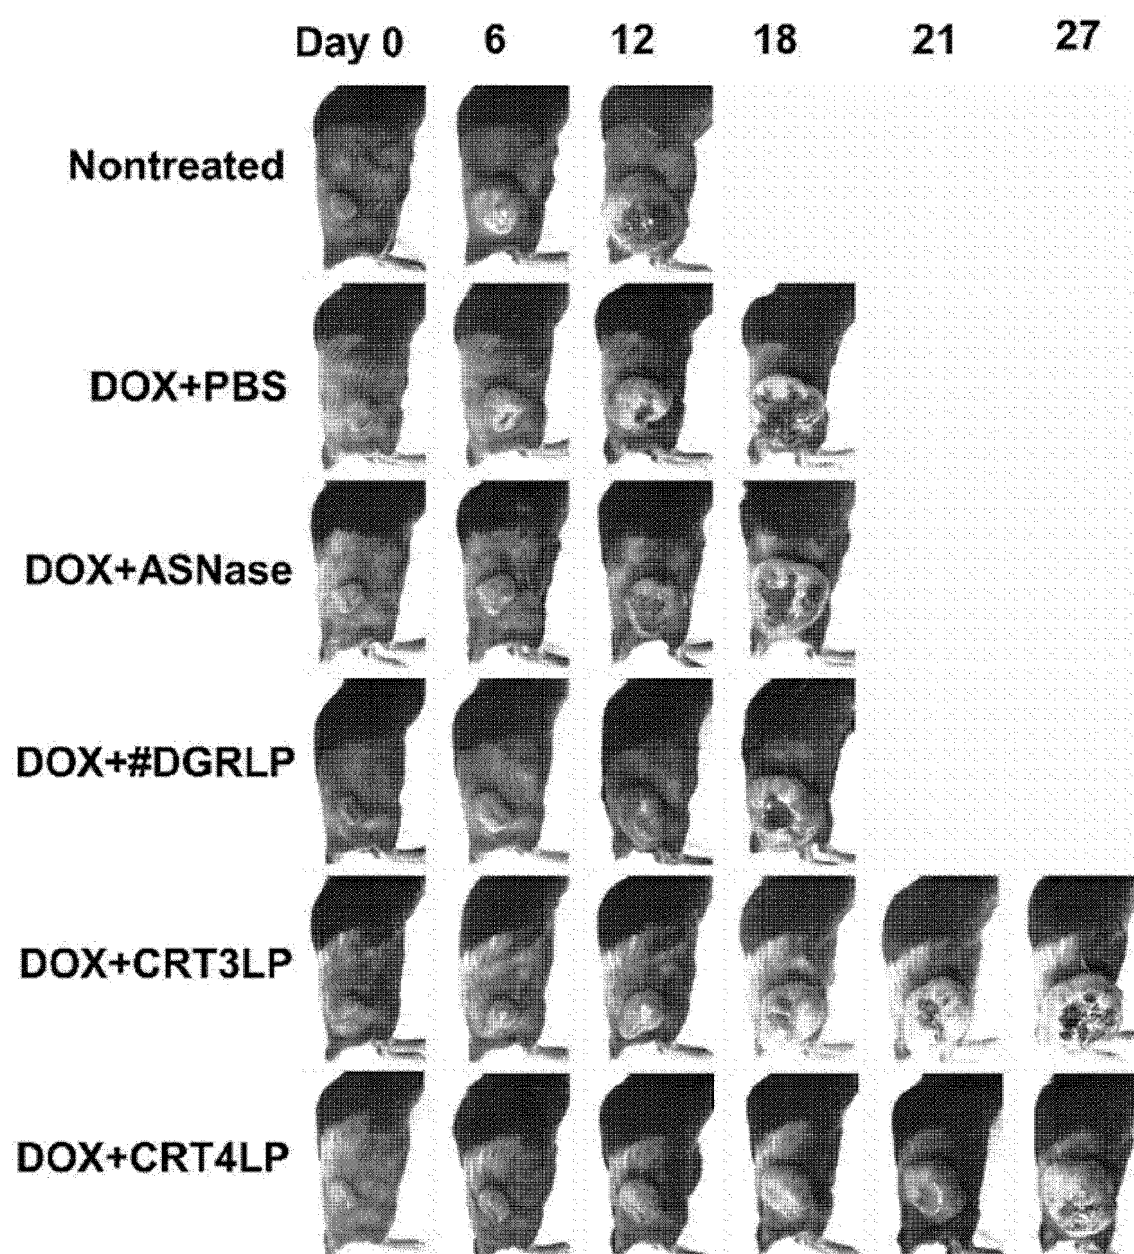 Day 0 6 12 18 21 27
Nontreated
DOX+PBS
DOX+ASNase
DOX+#DGRLP
DOX+CRT3LP
DOX+CRT4LP